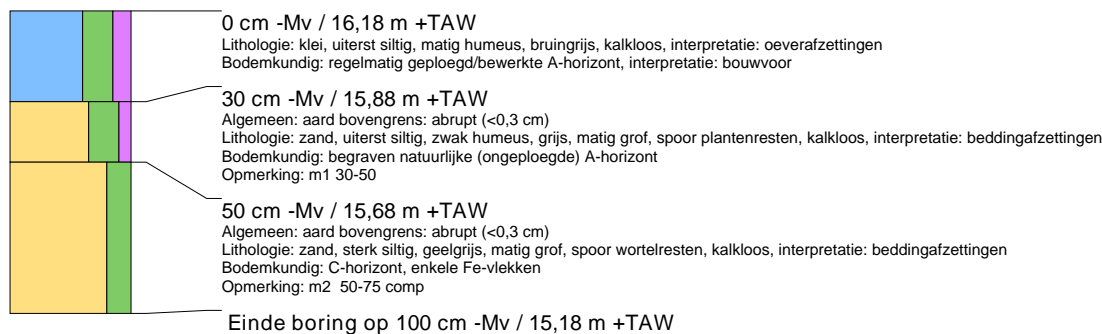 0 cm -Mv / 16,18 m +TAW
Lithologie: klei, uiterst siltig, matig humeus, bruingrijs, kalkloos, interpretatie: oeverafzettingen
Bodemkundig: regelmatig geploegd/bewerkte A-horizont, interpretatie: bouwvoor
30 cm -Mv / 15,88 m +TAW
Algemeen: aard bovengrens: abrupt (<0,3 cm)
Lithologie: zand, uiterst siltig, zwak humeus, grijs, matig grof, spoor plantenresten, kalkloos, interpretatie: beddingafzettingen
Bodemkundig: begraven natuurlijke (ongeploegde) A-horizont
Opmerking: m1 30-50
50 cm -Mv / 15,68 m +TAW
Algemeen: aard bovengrens: abrupt (<0,3 cm)
Lithologie: zand, sterk siltig, geelgrijs, matig grof, spoor wortelresten, kalkloos, interpretatie: beddingafzettingen
Bodemkundig: C-horizont, enkele Fe-vlekken
Opmerking: m2  50-75 comp
Einde boring op 100 cm -Mv / 15,18 m +TAW